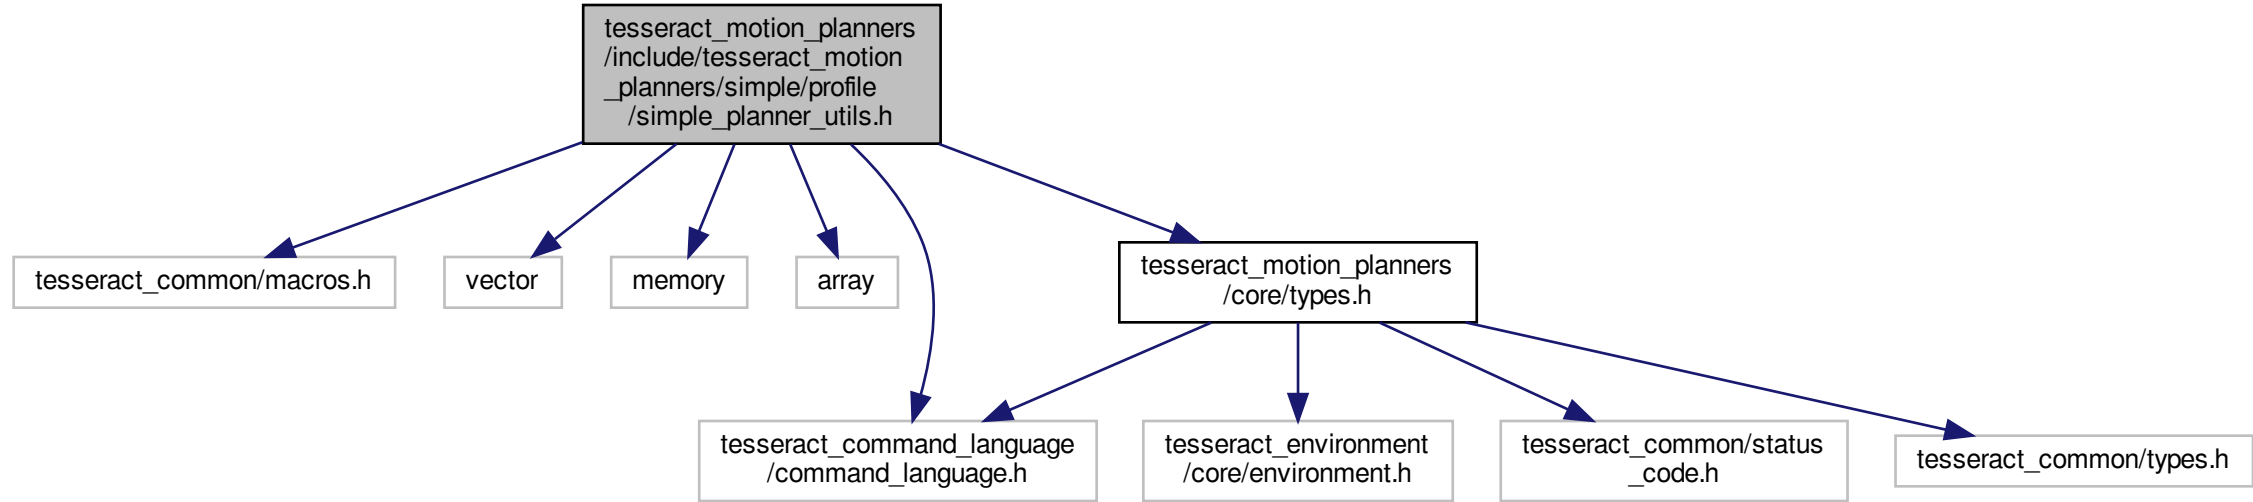 tesseract_motion_planners
/include/tesseract_motion
_planners/simple/profile
/simple_planner_utils.h
tesseract_common/macros.h
vector
memory
array
tesseract_motion_planners
/core/types.h
tesseract_command_language
/command_language.h
tesseract_environment
/core/environment.h
tesseract_common/status
_code.h
tesseract_common/types.h